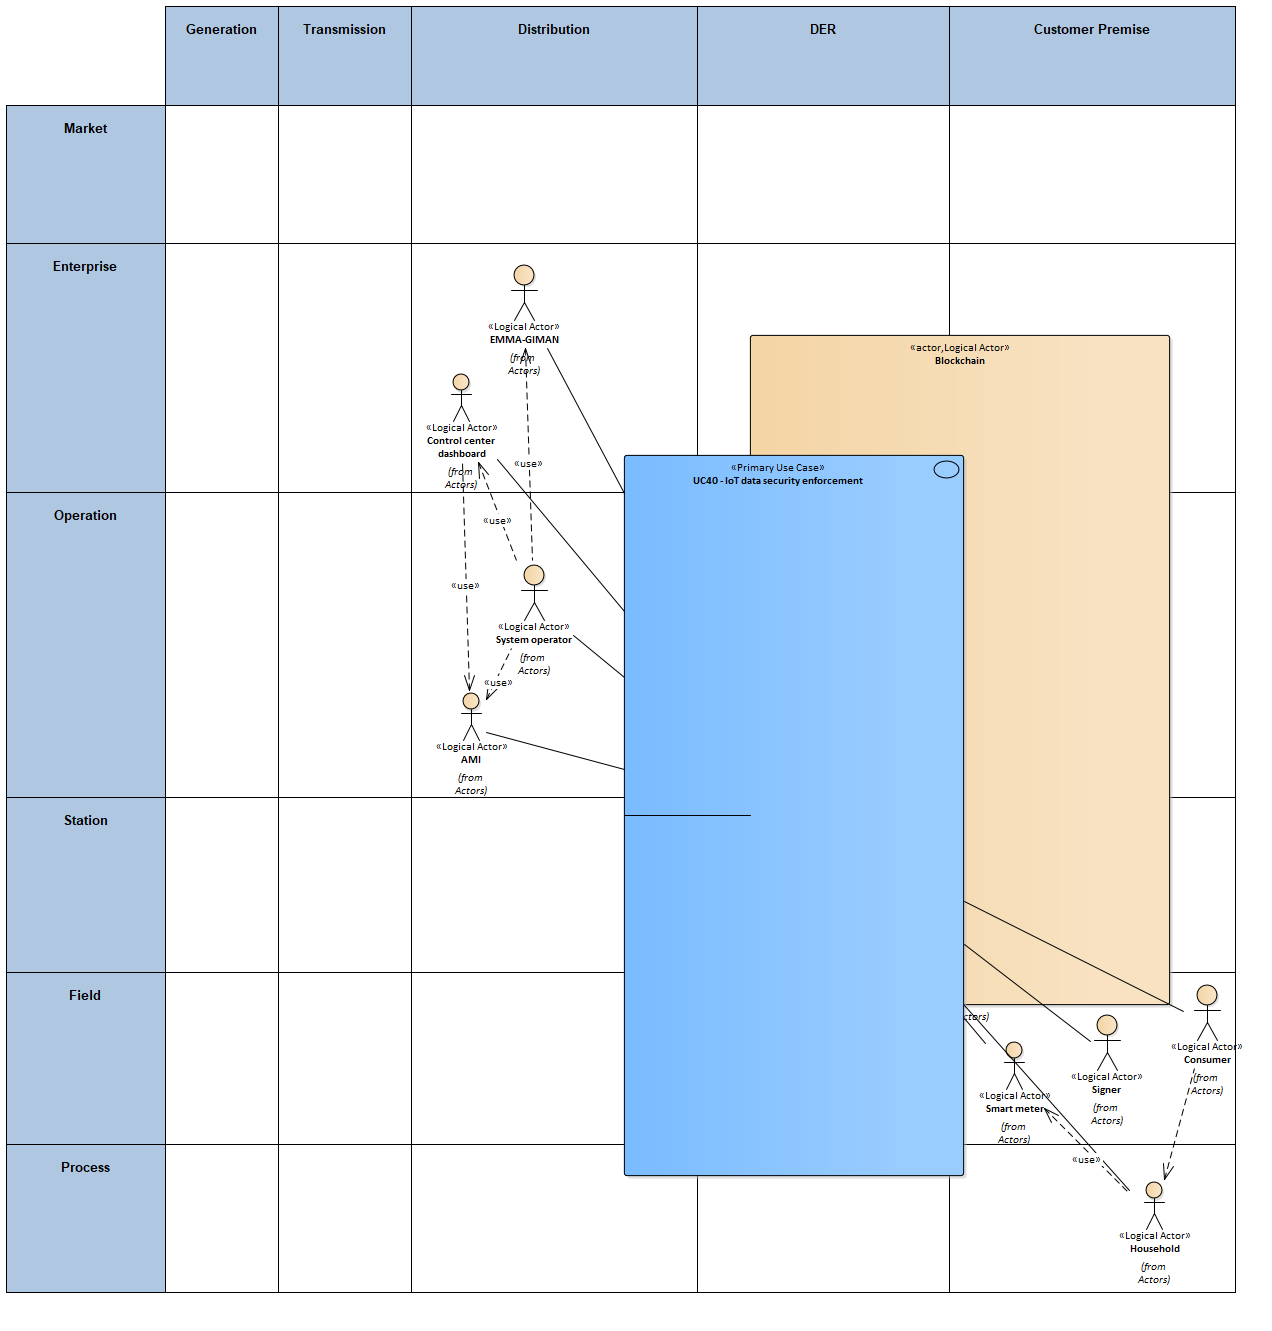 Generation
Transmission
Distribution
DER
Customer Premise
Market
Enterprise
«Logical Actor»
EMMA-GIMAN
(from
Actors)
«actor,Logical Actor»
Blockchain
«Logical Actor»
Control center
dashboard
(from
Actors)
«use»
«Primary Use Case»
UC40 - IoT data security enforcement
Operation
«use»
«use»
«Logical Actor»
System operator
(from
Actors)
«use»
«Logical Actor»
AMI
(from
Actors)
Station
Field
ctors)
«Logical Actor»
Consumer
(from
Actors)
«Logical Actor»
Signer
(from
Actors)
«Logical Actor»
Smart meter
(from
Actors)
Process
«use»
«Logical Actor»
Household
(from
Actors)